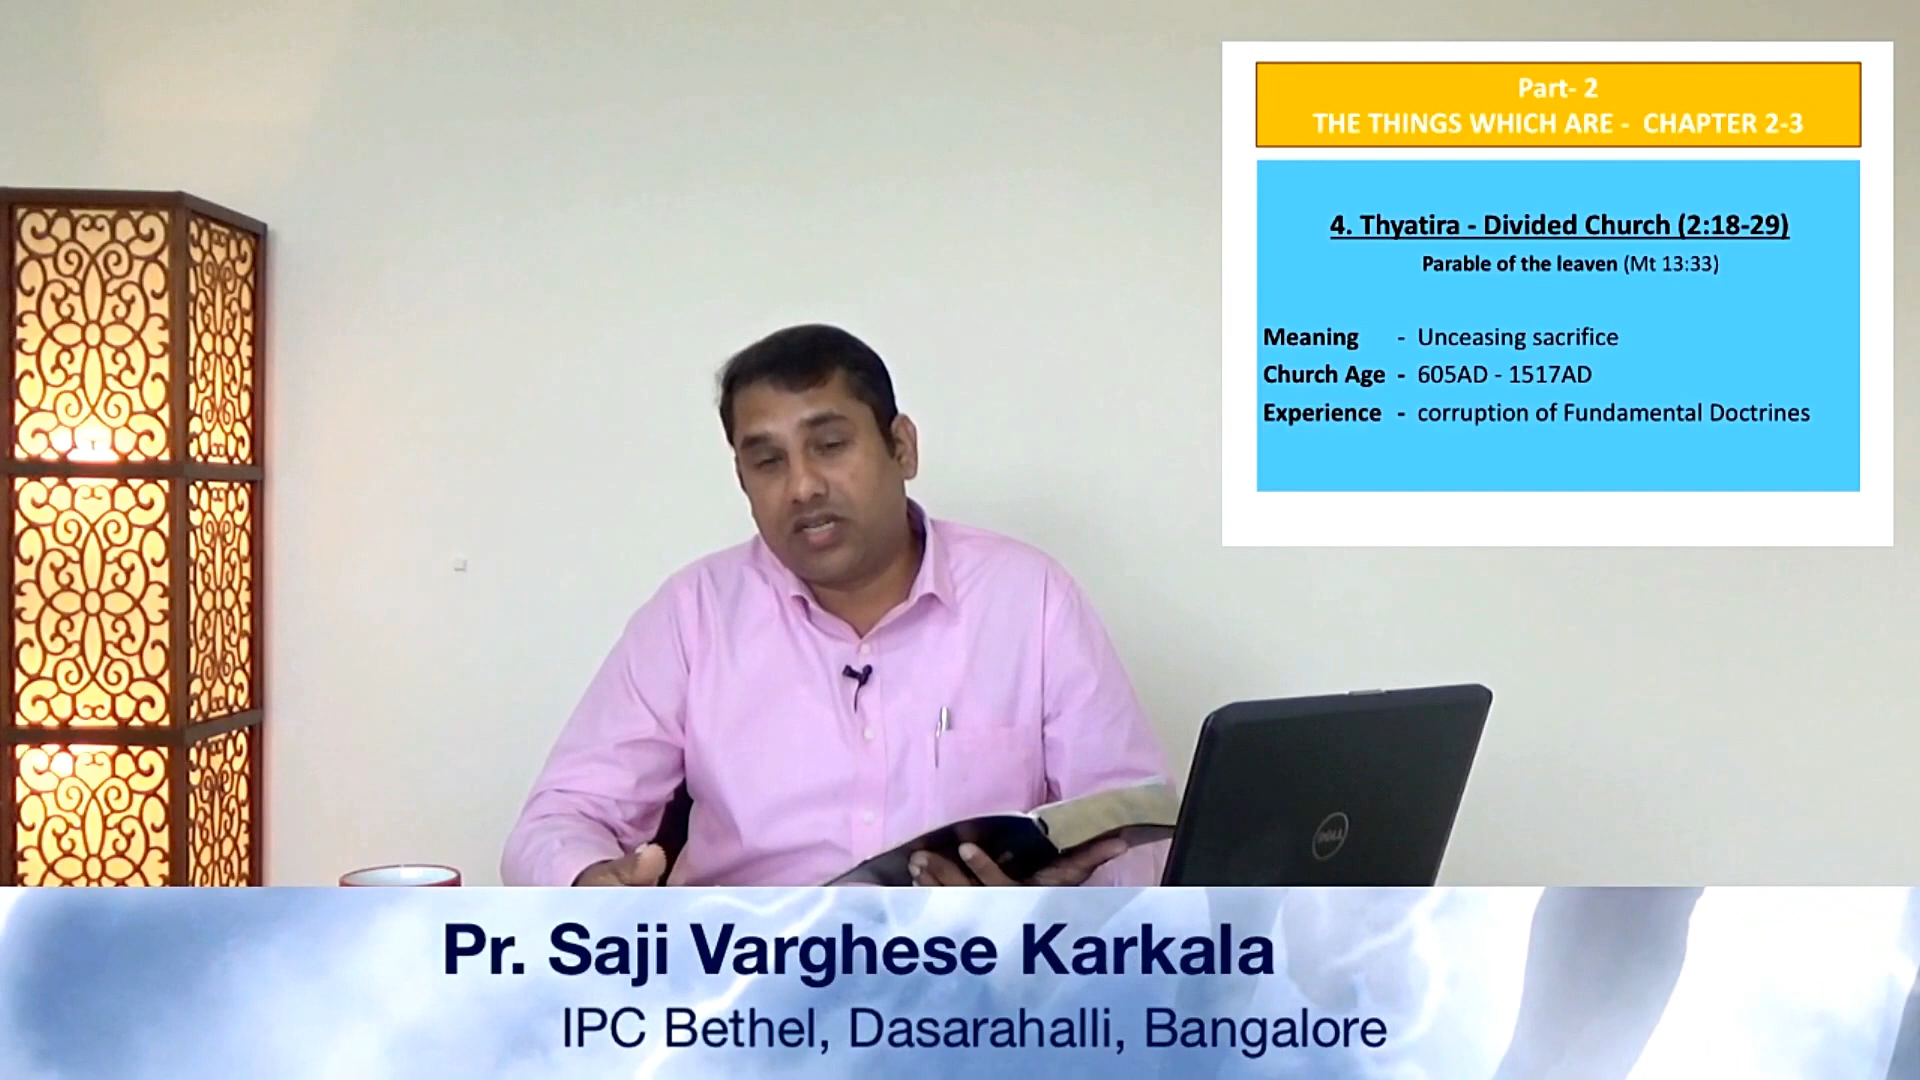 Part- 2
THE THINGS WHICH ARE - CHAPTER 2-3
4. Thyatira - Divided Church (2:18-29)
Parable of the leaven (Mt 13:33)
Meaning - Unceasing sacrifice
Church Age - 605AD - 1517AD
Experience - corruption of Fundamental Doctrines
DELL
Pr. Saji Varghese Karkala
IPC Bethel, Dasarahalli, Bangalore